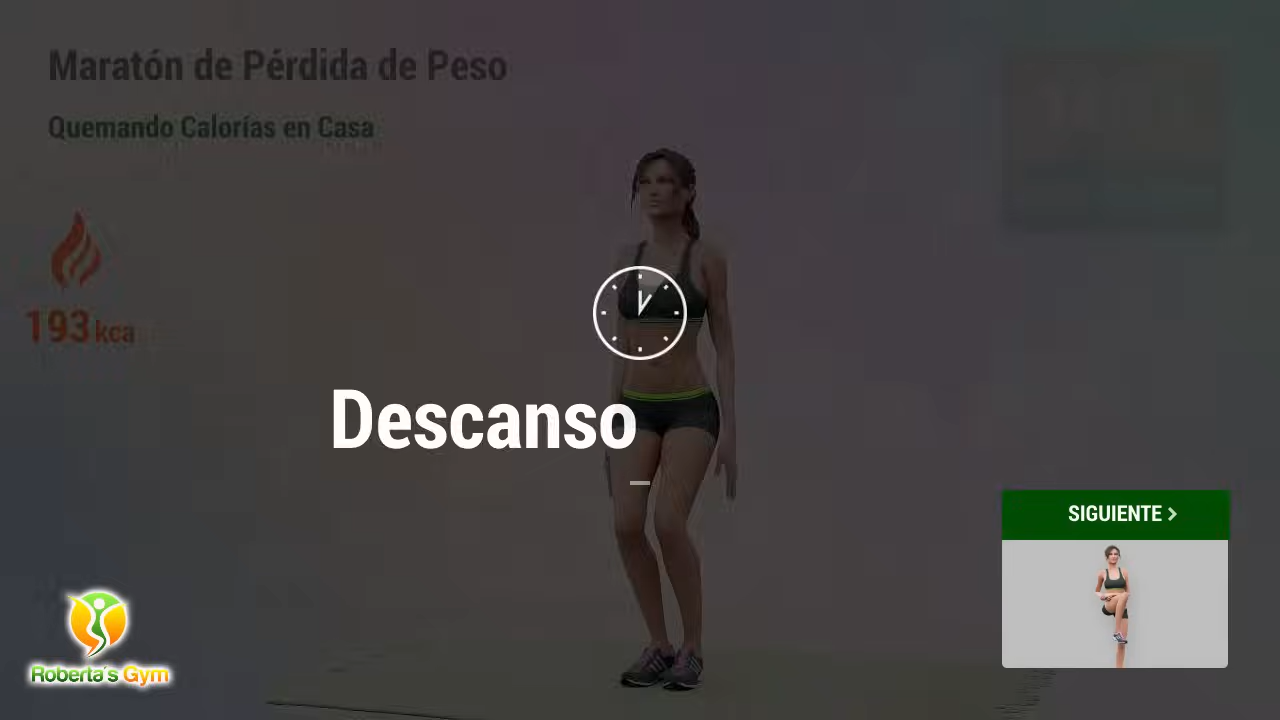 Maratón de Pérdida de Peso
Quemando Calorías en Casa
193 kca
Descanso
SIGUIENTE >
Roberta´s Gym